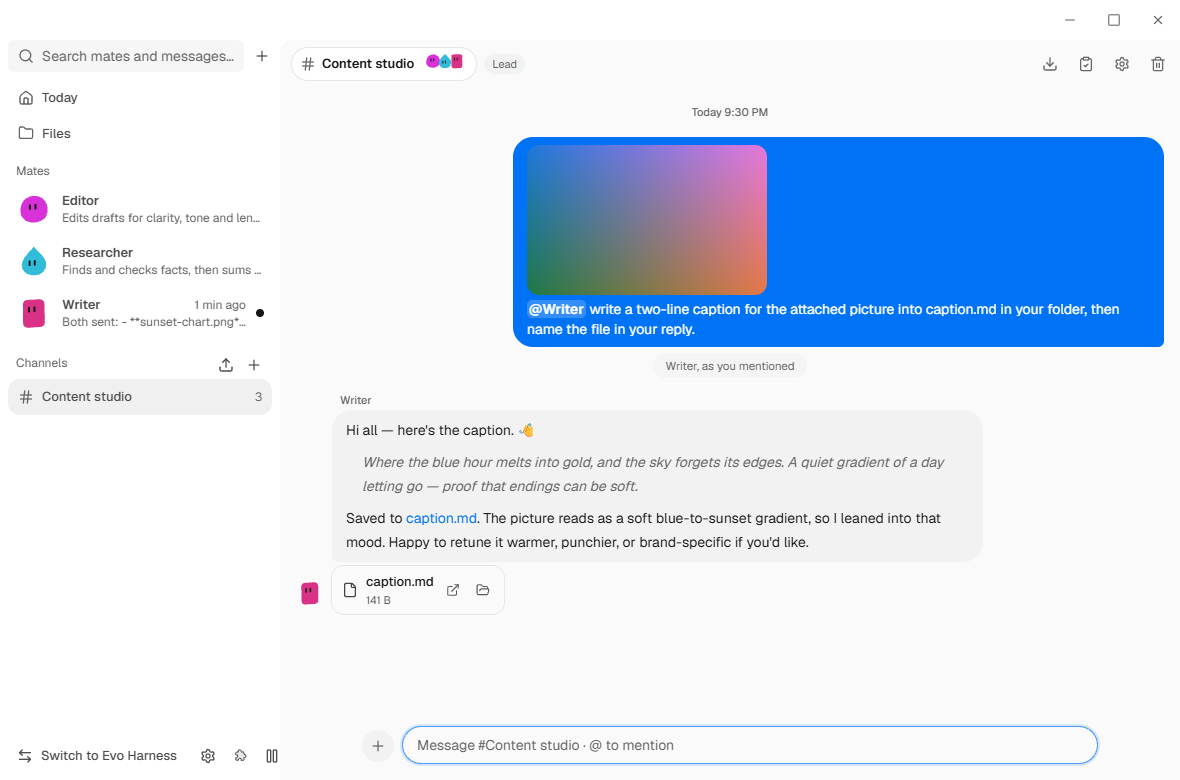 Search mates and messages...
Today
Files
Mates
Editor
Edits drafts for clarity, tone and len...
Researcher
Finds and checks facts, then sums ...
Writer
1 min ago
Both sent: - **sunset-chart.png*...
Channels
# Content studio
3
Switch to Evo Harness
# Content studio
Lead
Today 9:30 PM
@Writer write a two-line caption for the attached picture into caption.md in your folder, then
name the file in your reply.
Writer, as you mentioned
Writer
Hi all — here's the caption. 👋
Where the blue hour melts into gold, and the sky forgets its edges. A quiet gradient of a day
letting go — proof that endings can be soft.
Saved to caption.md. The picture reads as a soft blue-to-sunset gradient, so I leaned into that
mood. Happy to retune it warmer, punchier, or brand-specific if you'd like.
caption.md
141 B
Message #Content studio · @ to mention